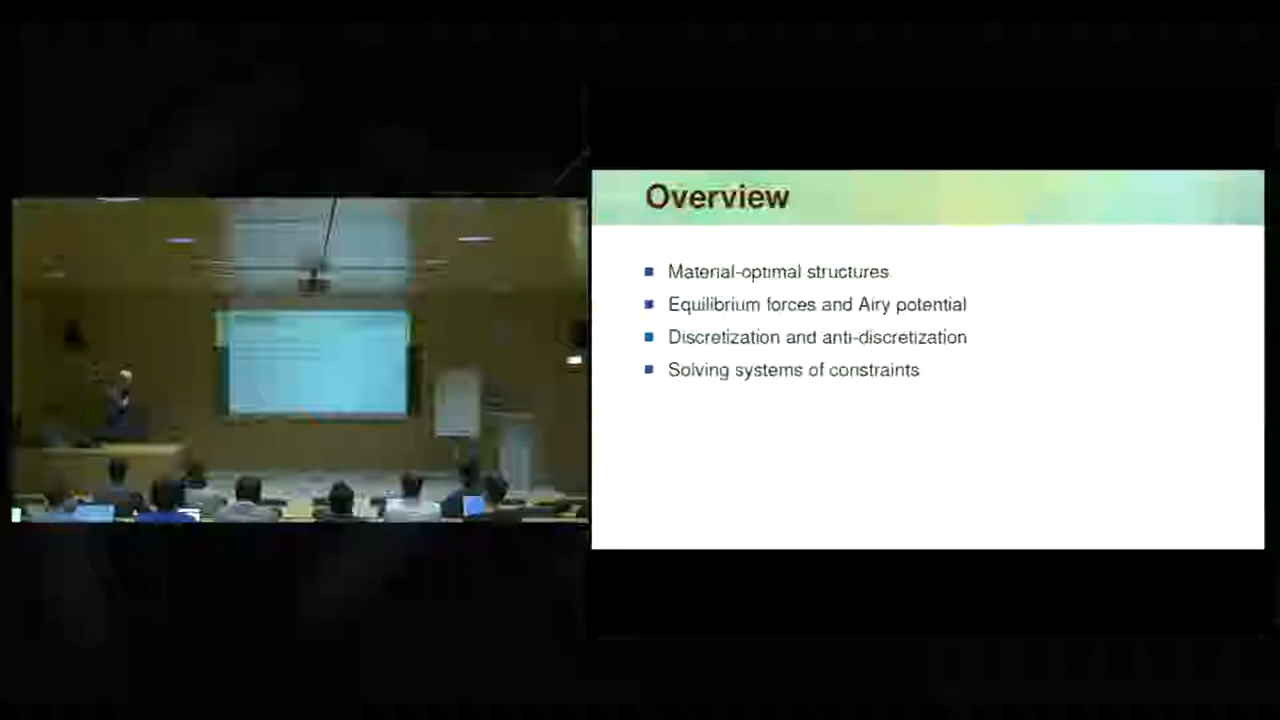 Overview
Material-optimal structures
Equilibrium forces and Airy potential
Discretization and anti-discretization
Solving systems of constraints